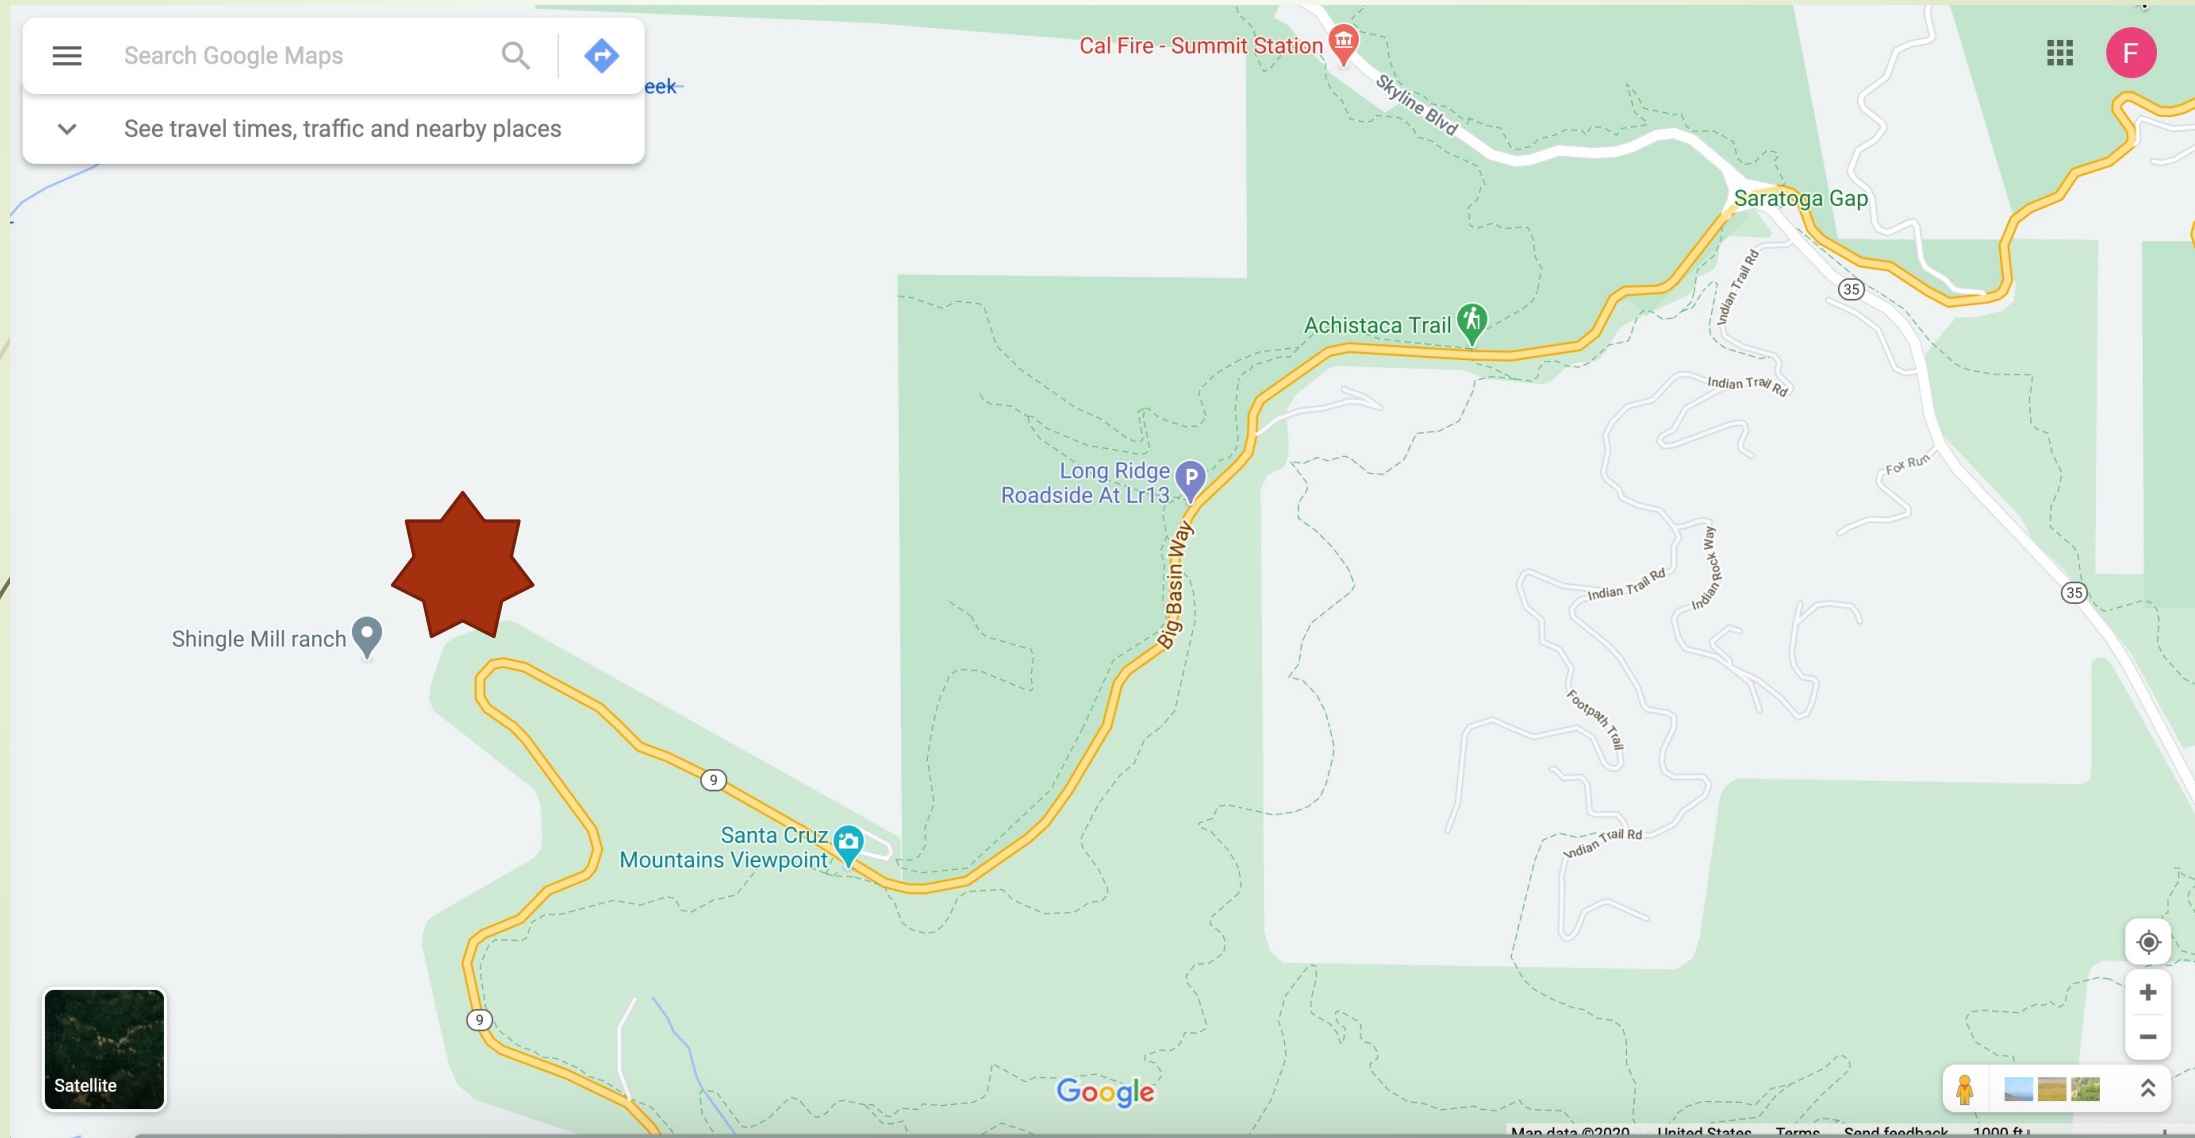 Search Google Maps
eek
See travel times, traffic and nearby places
Cal Fire - Summit Station
F
Skyline Blvd
Saratoga Gap
35
Indian Trail Rd
Achistaca Trail
Indian Trail Rd
Long Ridge
Roadside At Lr13
P
Fox Run
Big Basin Way
Indian Rock Way
Indian Trail Rd
35
Shingle Mill ranch
Footpath Trail
9
Santa Cruz
Mountains Viewpoint
Indian Trail Rd
9
Satellite
Google
Map data ©2020 United States Terms Send feedback 1000 ft